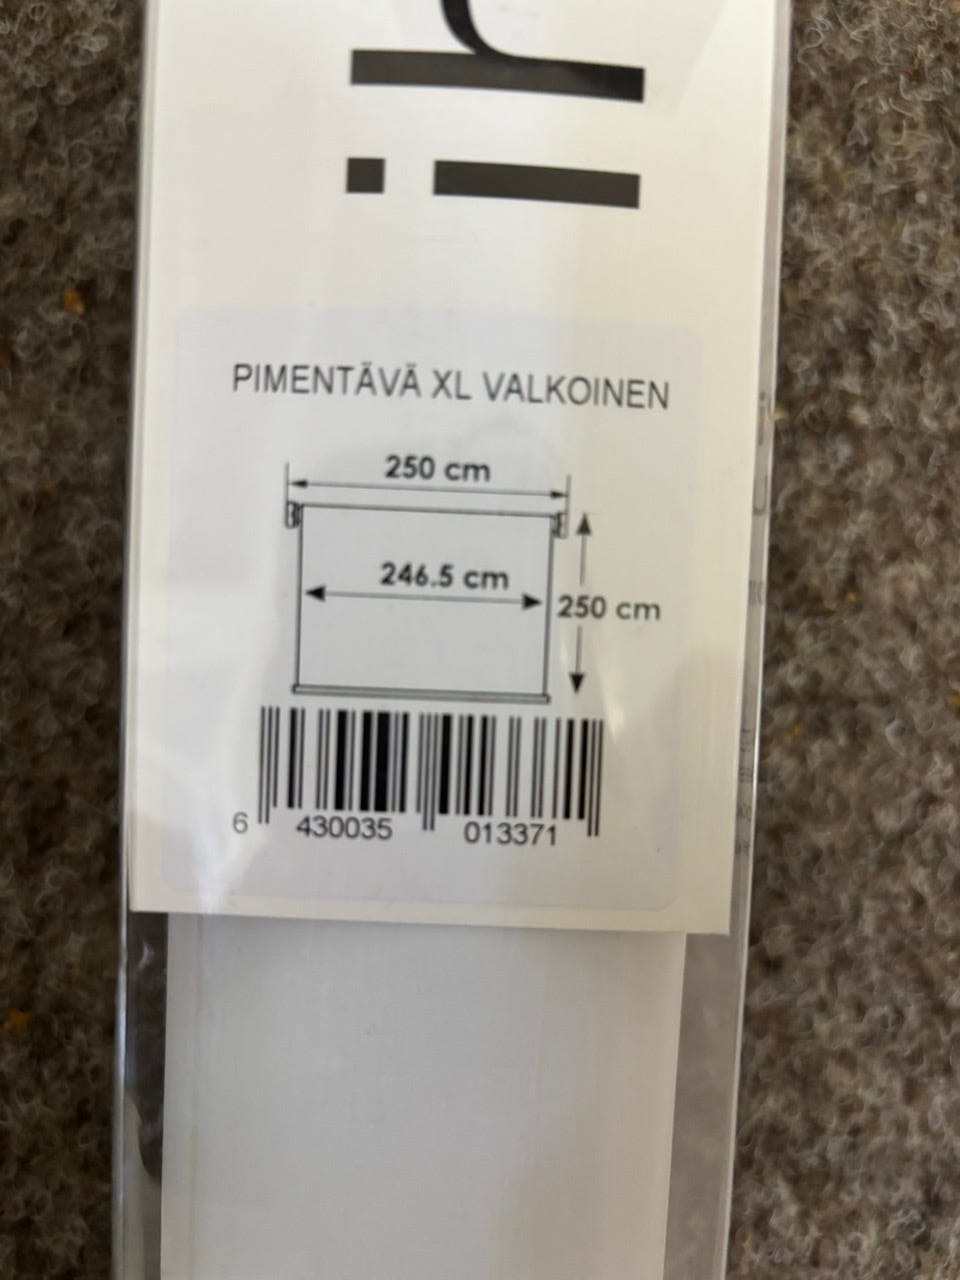 PIMENTÄVÄ XL VALKOINEN
250 cm
246.5 cm
250 cm
6 430035 013371